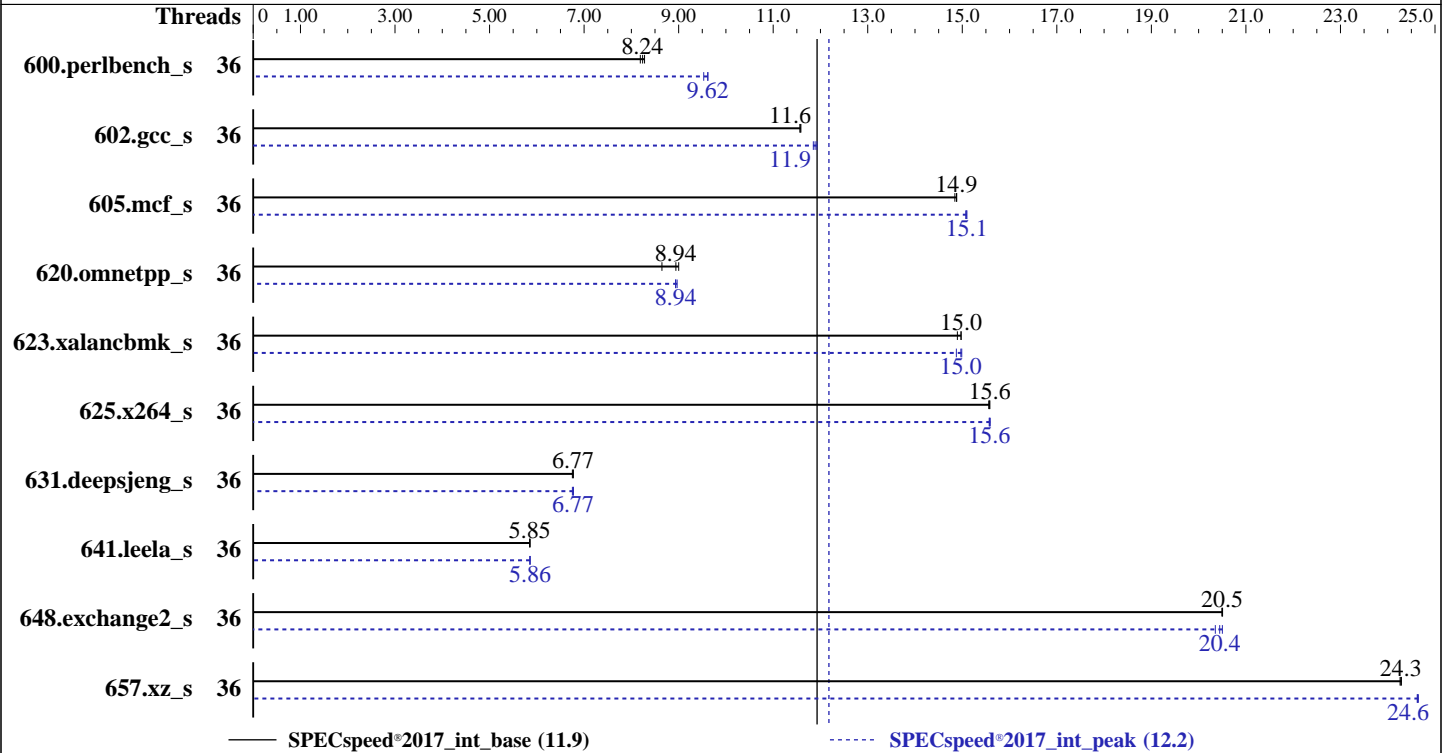 Threads 0 1.00 3.00 5.00 7.00 9.00 11.0 13.0 15.0 17.0 19.0 21.0 23.0 25.0
8.24
600.perlbench_s 36
9.62
11.6
602.gcc_s 36
11.9
14.9
605.mcf_s 36
15.1
8.94
620.omnetpp_s 36
8.94
15.0
623.xalancbmk_s 36
15.0
15.6
625.x264_s 36
15.6
6.77
631.deepsjeng_s 36
6.77
5.85
641.leela_s 36
5.86
20.5
648.exchange2_s 36
20.4
24.3
657.xz_s 36
24.6
SPECspeed®2017_int_base (11.9) SPECspeed®2017_int_peak (12.2)